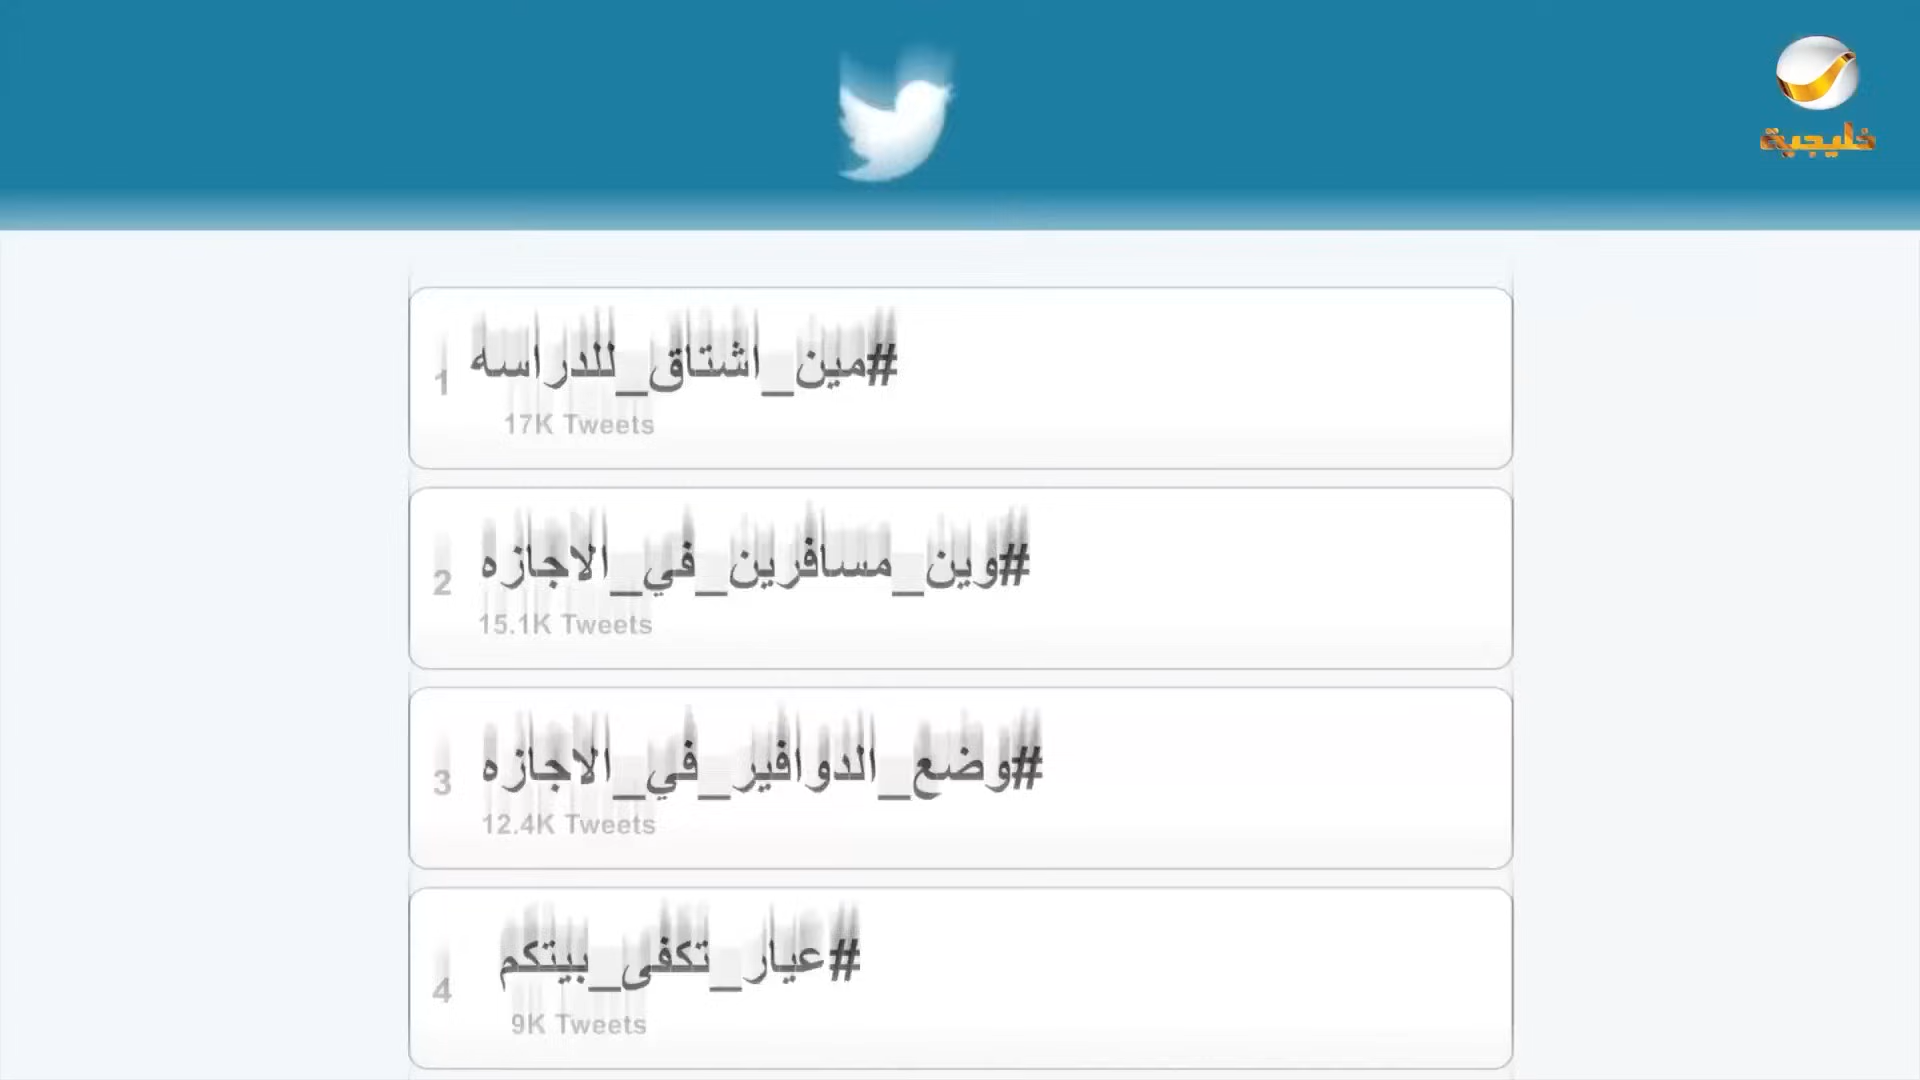 خليجية
1 #مين_اشتاق_للدراسه
17K Tweets
2 #وين_مسافرين_في_الاجازه
15.1K Tweets
3 #وضع_الدوافير_في_الاجازه
12.4K Tweets
4 #عيار_تكفى_بيتكم
9K Tweets